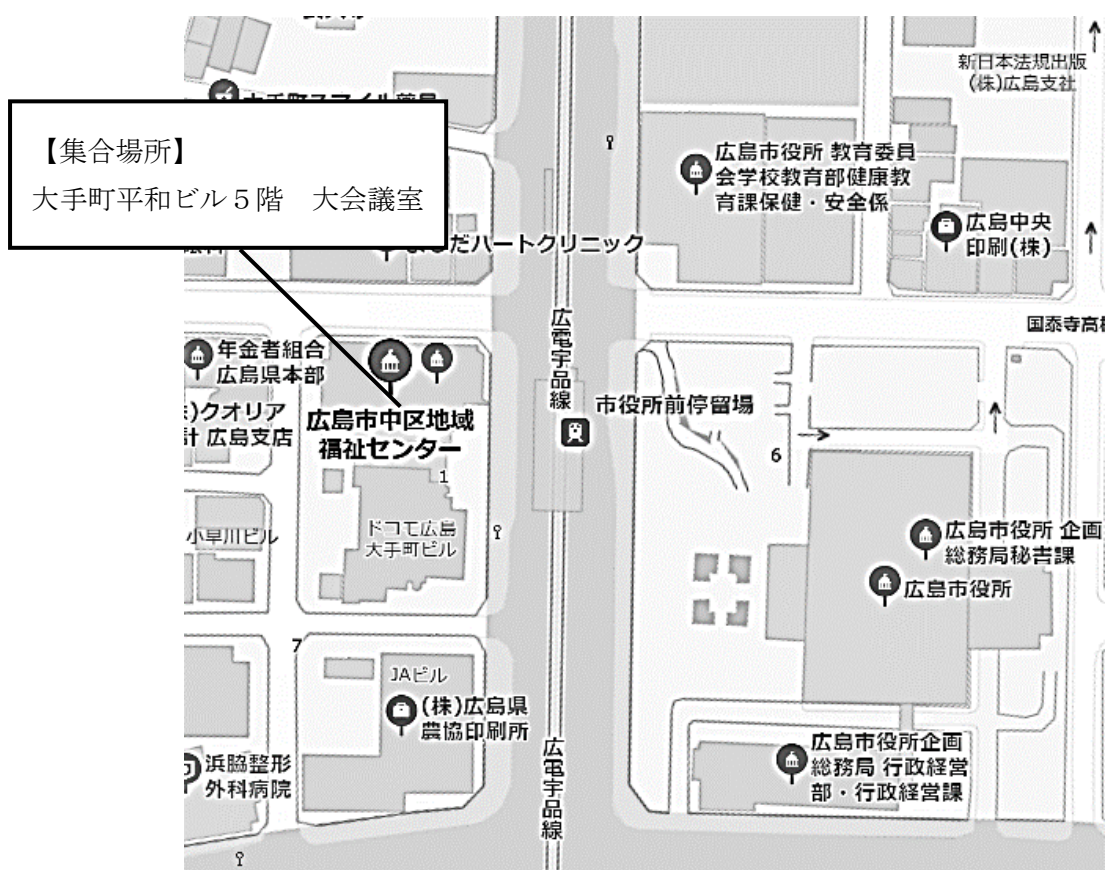 新日本法規出版
(株)広島支社
【集合場所】
大手町平和ビル５階　大会議室
広島市役所 教育委員
会学校教育部健康教
育課保健・安全係
広島中央
印刷(株)
だハートクリニック
国泰寺高
広電宇品線
年金者組合
広島県本部
クオリア
広島支店
広島市中区地域
福祉センター
市役所前停留場
6
1
小早川ビル
ドコモ広島
大手町ビル
広島市役所 企画
総務局秘書課
広島市役所
7
JAビル
(株)広島県
農協印刷所
浜脇整形
外科病院
広電宇品線
広島市役所企画
総務局 行政経営
部・行政経営課